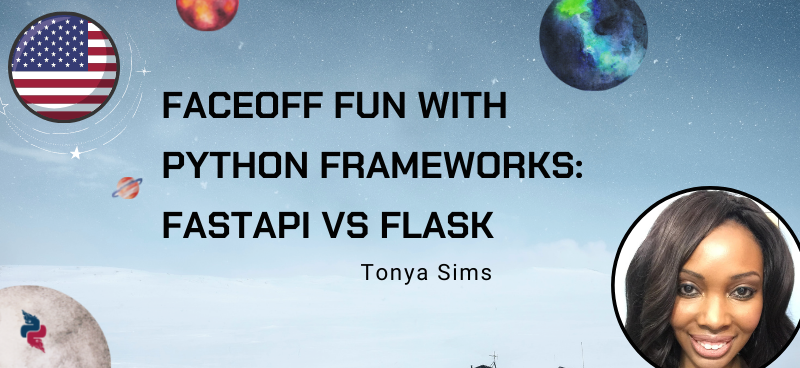 FACEOFF FUN WITH
PYTHON FRAMEWORKS:
FASTAPI VS FLASK
Tonya Sims